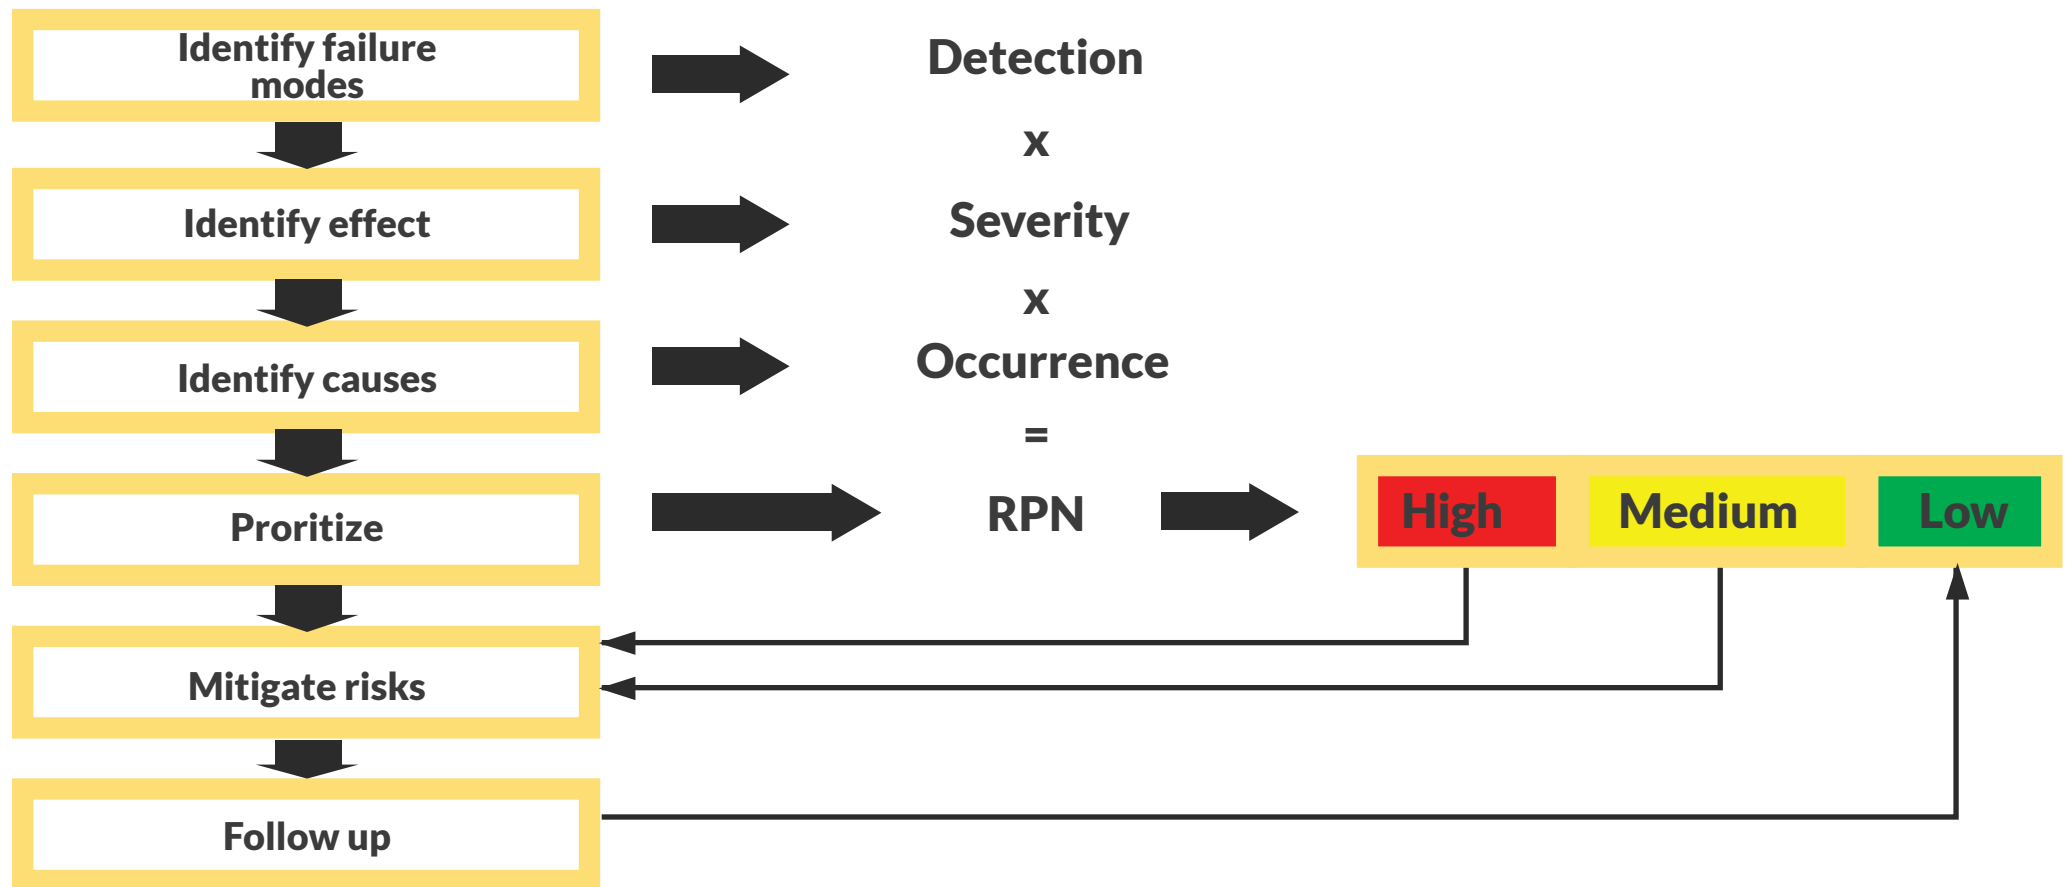 Identify failure
modes
Detection
x
Identify effect
Severity
x
Identify causes
Occurrence
=
Proritize
RPN
High
Medium
Low
Mitigate risks
Follow up